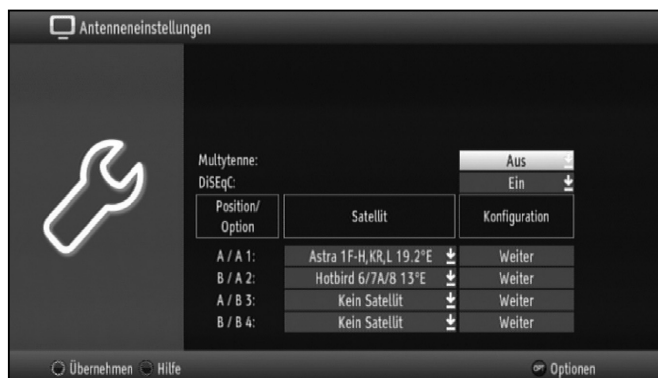 Antenneneinstellungen
Multytenne: Aus
DiSEqC: Ein
Position/ Option Satellit Konfiguration
A / A 1: Astra 1F-H,KR,L 19.2°E Weiter
B / A 2: Hotbird 6/7A/8 13°E Weiter
A / B 3: Kein Satellit Weiter
B / B 4: Kein Satellit Weiter
Übernehmen Hilfe OPT Optionen